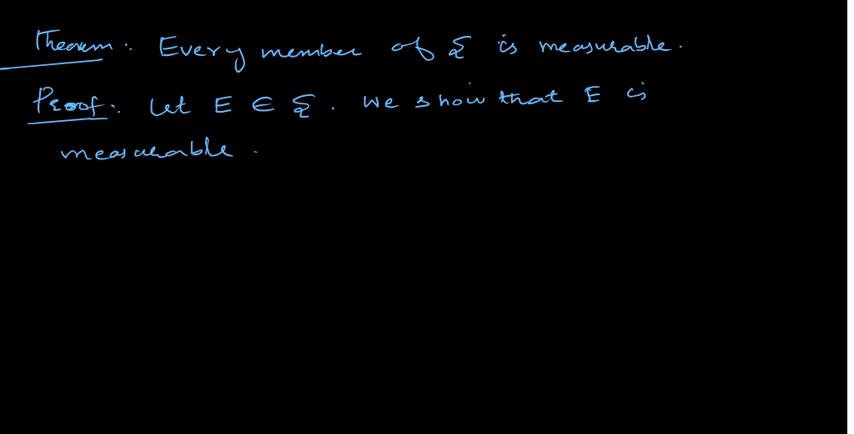 Theorem: Every member of Σ is measurable.
Proof: Let E ∈ Σ. We show that E is
measurable.